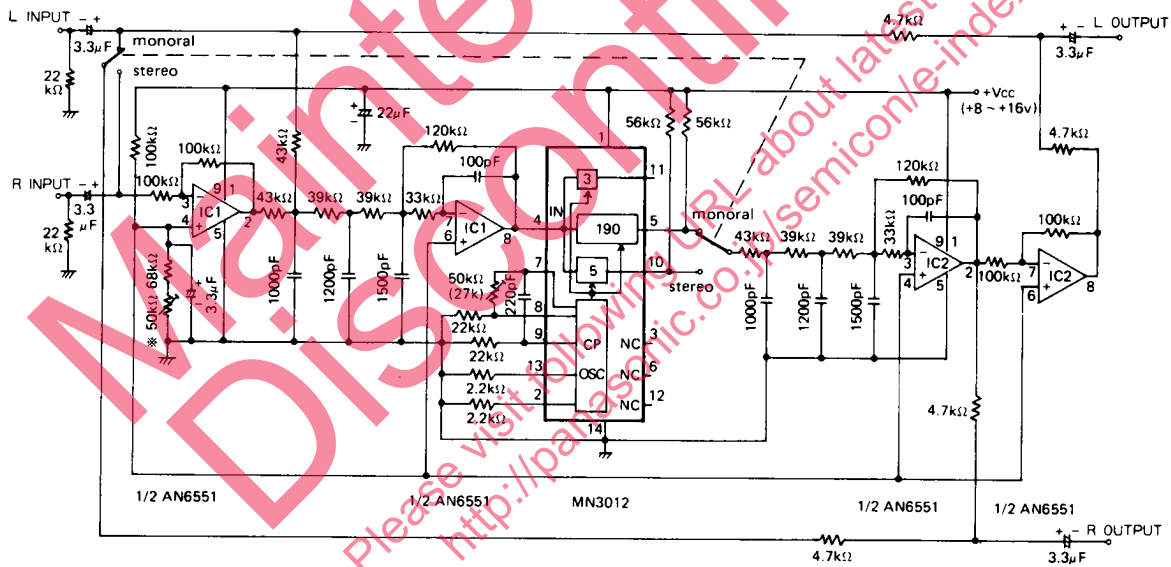 L INPUT
- +
3.3μF
monoral
stereo
22
kΩ
4.7kΩ
+ -
L OUTPUT
3.3μF
+Vcc
(+8 ~ +16v)
+
-
22μF
R INPUT
- +
3.3
μF
22
kΩ
100kΩ
100kΩ
100kΩ
9
1
3
-
IC1
4
+
5
2
68kΩ
50kΩ
※
3.3μF
43kΩ
43kΩ
39kΩ
39kΩ
33kΩ
120kΩ
100pF
1000pF
1200pF
1500pF
7
-
IC1
6
+
8
1
11
3
IN
4
190
5
5
10
7
50kΩ
(27k)
220pF
8
22kΩ
9
22kΩ
13
2.2kΩ
2
2.2kΩ
CP
OSC
NC
3
NC
6
NC
12
14
56kΩ
56kΩ
monoral
stereo
43kΩ
39kΩ
39kΩ
33kΩ
120kΩ
100pF
1000pF
1200pF
1500pF
9
1
3
-
IC2
4
+
5
2
100kΩ
100kΩ
7
-
IC2
6
+
8
4.7kΩ
4.7kΩ
1/2 AN6551
1/2 AN6551
MN3012
1/2 AN6551
1/2 AN6551
4.7kΩ
+ -
R OUTPUT
3.3μF
Mainte
Discontin
Please visit following URL about latest
http://panasonic.co.jp/semicon/e-index